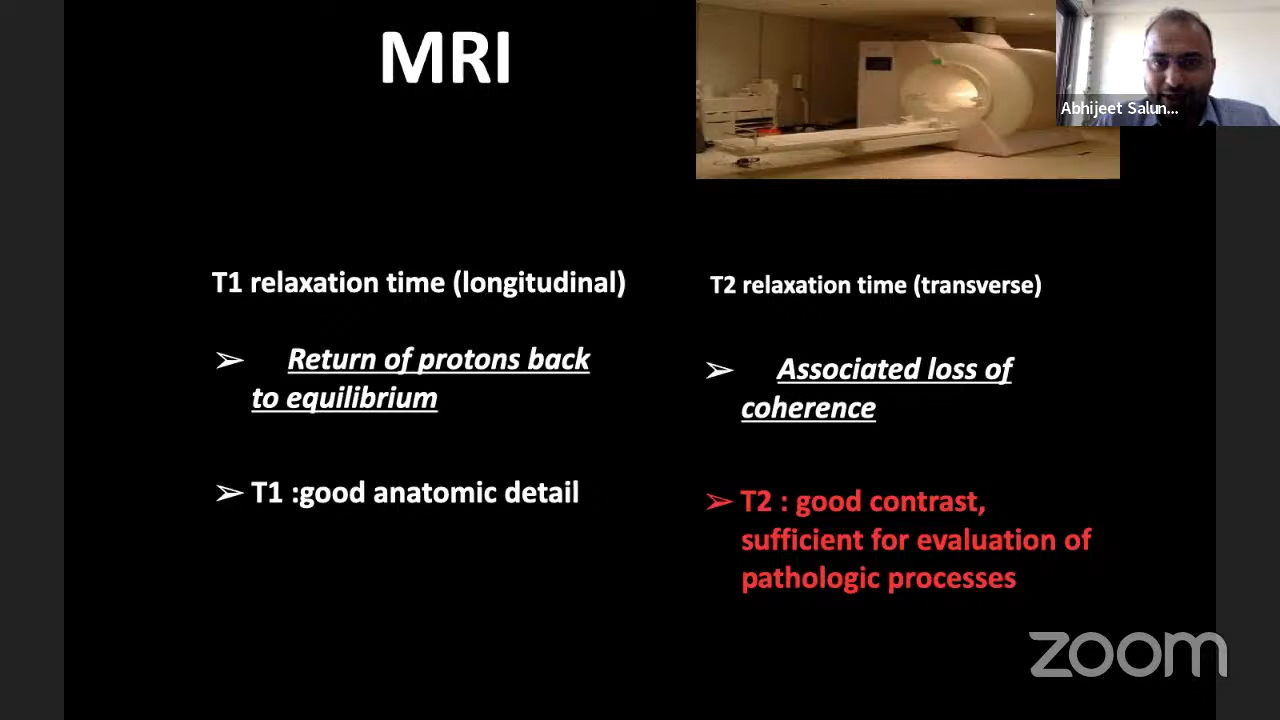 MRI
Abhijeet Salun...
T1 relaxation time (longitudinal)
➢ Return of protons back
to equilibrium
➢ T1 :good anatomic detail
T2 relaxation time (transverse)
➢ Associated loss of
coherence
➢ T2 : good contrast,
sufficient for evaluation of
pathologic processes
zoom